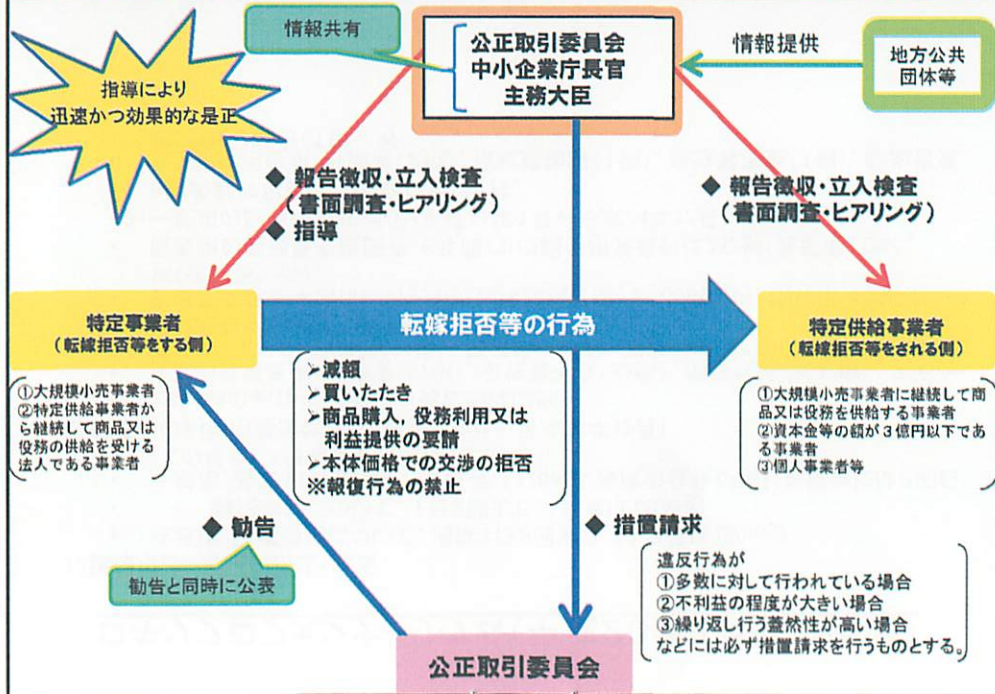 情報共有
公正取引委員会
中小企業庁長官
主務大臣
情報提供
地方公共
団体等
指導により
迅速かつ効果的な是正
◆ 報告徴収・立入検査
（書面調査・ヒアリング）
◆ 指導
◆ 報告徴収・立入検査
（書面調査・ヒアリング）
特定事業者
（転嫁拒否等をする側）
転嫁拒否等の行為
特定供給事業者
（転嫁拒否等をされる側）
①大規模小売事業者
②特定供給事業者か
ら継続して商品又は
役務の供給を受ける
法人である事業者
➢減額
➢買いたたき
➢商品購入，役務利用又は
利益提供の要請
➢本体価格での交渉の拒否
※報復行為の禁止
①大規模小売事業者に継続して商
品又は役務を供給する事業者
②資本金等の額が３億円以下であ
る事業者
③個人事業者等
◆ 勧告
勧告と同時に公表
◆ 措置請求
違反行為が
①多数に対して行われている場合
②不利益の程度が大きい場合
③繰り返し行う蓋然性が高い場合
などには必ず措置請求を行うものとする。
公正取引委員会